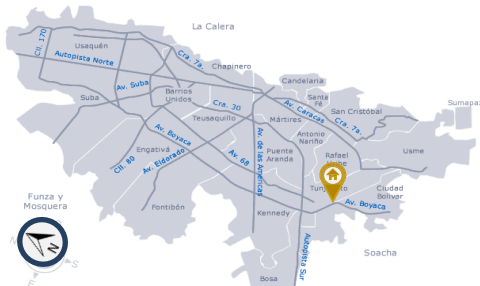 La Calera
Cll. 170
Usaquén
Autopista Norte
Cra. 7a.
Chapinero
Av. Suba
Suba
Barrios
Unidos
Cra. 30
Teusaquillo
Candelaria
Santa
Fé
Av. Caracas
San Cristóbal
Cra. 7a.
Sumapaz
Mártires
Antonio
Nariño
Av. Boyaca
Engativá
Cll. 80
Av. Eldorado
Av. 68
Av. de las Américas
Puente
Aranda
Rafael
Uribe
Usme
Ciudad
Bolivar
Av. Boyaca
Funza y
Mosquera
Fontibón
Kennedy
Autopista Sur
Soacha
Bosa
N
S
E